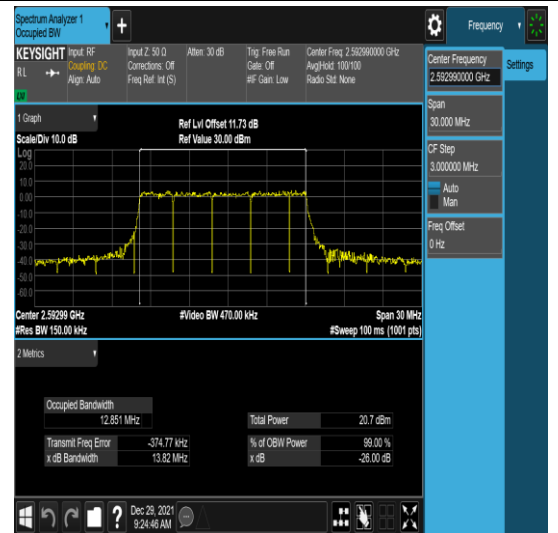 Spectrum Analyzer 1
Occupied BW
+
Frequency
KEYSIGHT
RL
Input: RF
Coupling: DC
Align: Auto
Input Z: 50 Ω
Corrections: Off
Freq Ref: Int (S)
Atten: 30 dB
Trig: Free Run
Gate: Off
#IF Gain: Low
Center Freq: 2.592990000 GHz
Avg|Hold: 100/100
Radio Std: None
Center Frequency
2.592990000 GHz
Settings
Span
30.000 MHz
CF Step
3.000000 MHz
Auto
Man
Freq Offset
0 Hz
1 Graph
Scale/Div 10.0 dB
Ref Lvl Offset 11.73 dB
Ref Value 30.00 dBm
Log
20.0
10.0
0.00
-10.0
-20.0
-30.0
-40.0
-50.0
-60.0
Center 2.59299 GHz
#Res BW 150.00 kHz
#Video BW 470.00 kHz
Span 30 MHz
#Sweep 100 ms (1001 pts)
2 Metrics
Occupied Bandwidth
12.851 MHz
Total Power 20.7 dBm
Transmit Freq Error -374.77 kHz
% of OBW Power 99.00 %
x dB Bandwidth 13.82 MHz
x dB -26.00 dB
?
Dec 29, 2021
9:24:46 AM